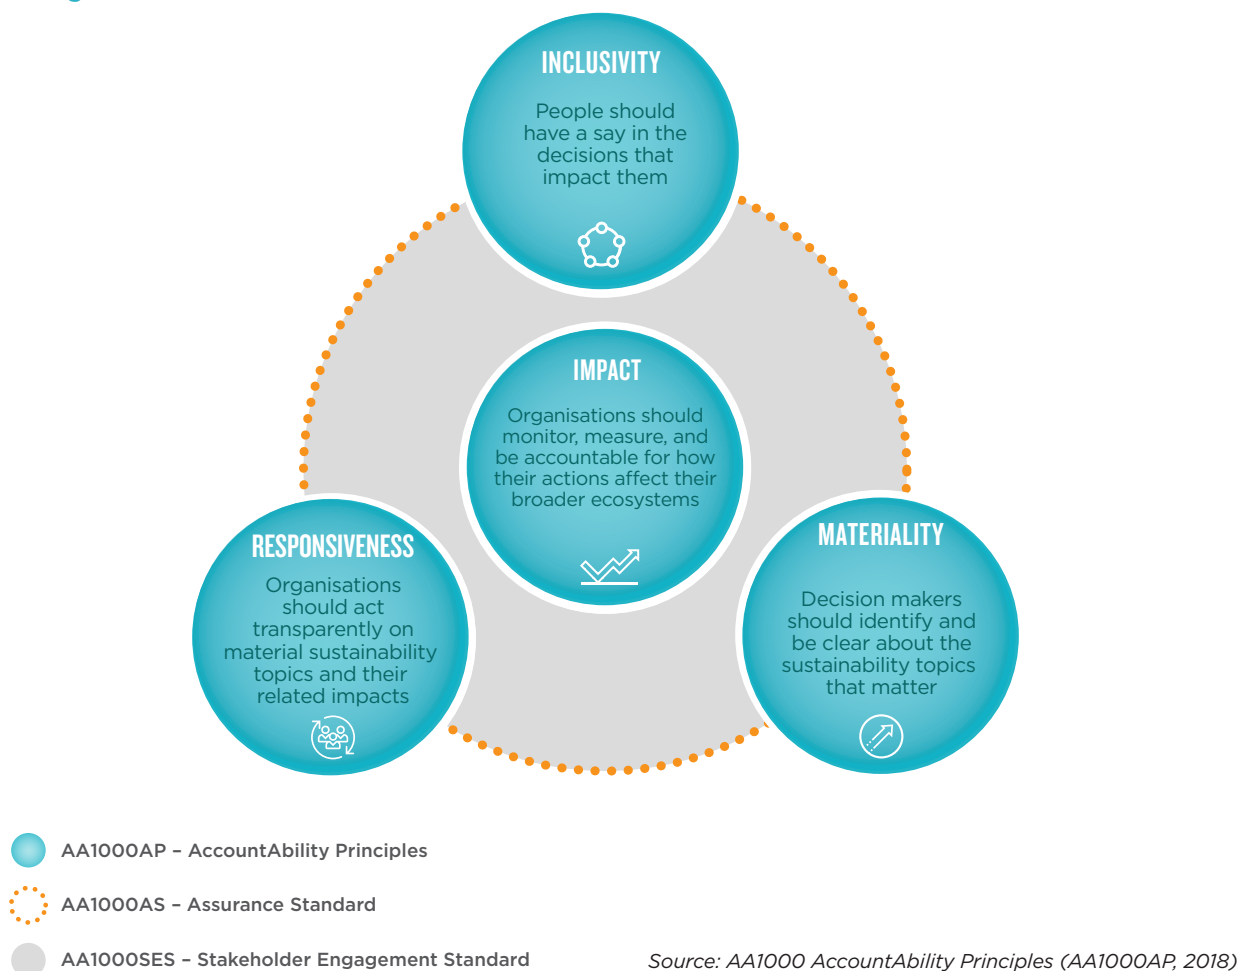 INCLUSIVITY
People should
have a say in the
decisions that
impact them
IMPACT
Organisations should
monitor, measure, and
be accountable for how
their actions affect their
broader ecosystems
RESPONSIVENESS
Organisations
should act
transparently on
material sustainability
topics and their
related impacts
MATERIALITY
Decision makers
should identify and
be clear about the
sustainability topics
that matter
AA1000AP – AccountAbility Principles
AA1000AS – Assurance Standard
AA1000SES – Stakeholder Engagement Standard
Source: AA1000 AccountAbility Principles (AA1000AP, 2018)